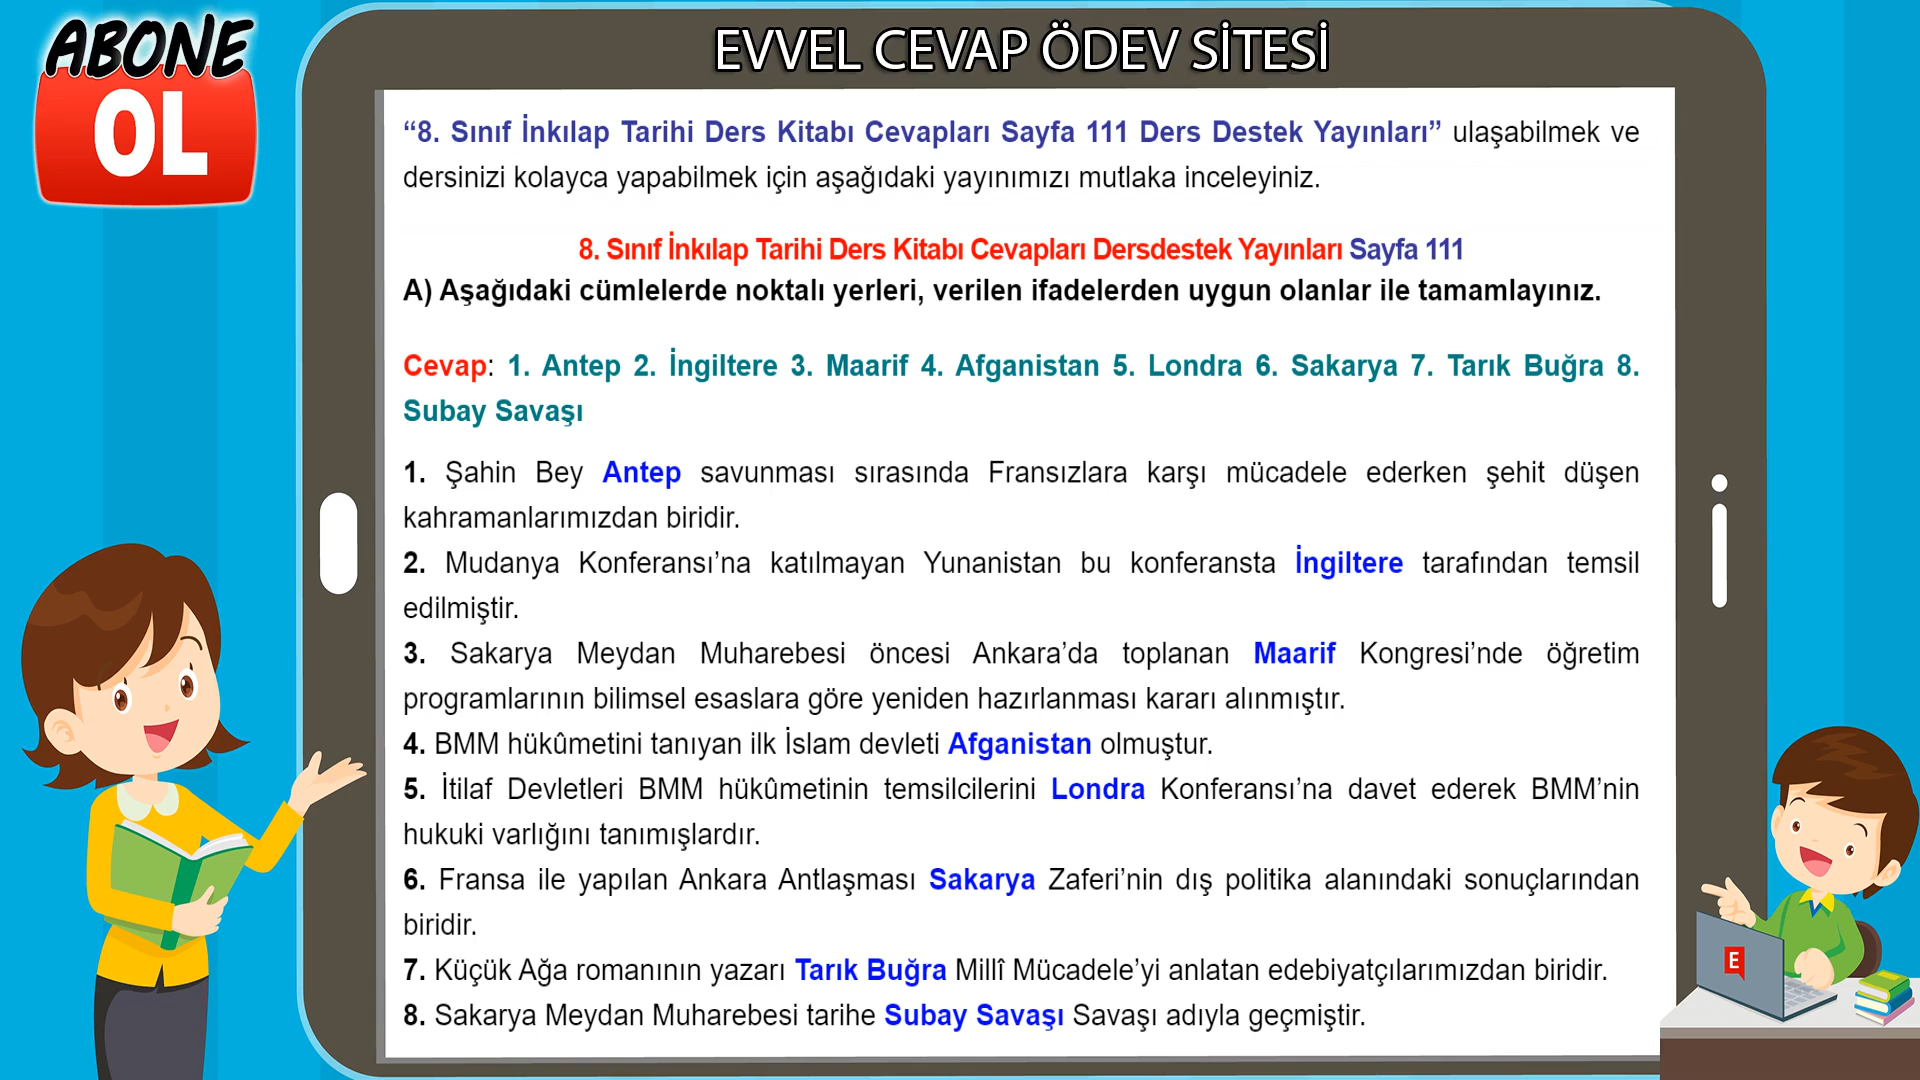 ABONE
OL
EVVEL CEVAP ÖDEV SİTESİ
“8. Sınıf İnkılap Tarihi Ders Kitabı Cevapları Sayfa 111 Ders Destek Yayınları” ulaşabilmek ve
dersinizi kolayca yapabilmek için aşağıdaki yayınımızı mutlaka inceleyiniz.
8. Sınıf İnkılap Tarihi Ders Kitabı Cevapları Dersdestek Yayınları Sayfa 111
A) Aşağıdaki cümlelerde noktalı yerleri, verilen ifadelerden uygun olanlar ile tamamlayınız.
Cevap: 1. Antep 2. İngiltere 3. Maarif 4. Afganistan 5. Londra 6. Sakarya 7. Tarık Buğra 8.
Subay Savaşı
1. Şahin Bey Antep savunması sırasında Fransızlara karşı mücadele ederken şehit düşen
kahramanlarımızdan biridir.
2. Mudanya Konferansı’na katılmayan Yunanistan bu konferansta İngiltere tarafından temsil
edilmiştir.
3. Sakarya Meydan Muharebesi öncesi Ankara’da toplanan Maarif Kongresi’nde öğretim
programlarının bilimsel esaslara göre yeniden hazırlanması kararı alınmıştır.
4. BMM hükûmetini tanıyan ilk İslam devleti Afganistan olmuştur.
5. İtilaf Devletleri BMM hükûmetinin temsilcilerini Londra Konferansı’na davet ederek BMM’nin
hukuki varlığını tanımışlardır.
6. Fransa ile yapılan Ankara Antlaşması Sakarya Zaferi’nin dış politika alanındaki sonuçlarından
biridir.
7. Küçük Ağa romanının yazarı Tarık Buğra Millî Mücadele’yi anlatan edebiyatçılarımızdan biridir.
8. Sakarya Meydan Muharebesi tarihe Subay Savaşı Savaşı adıyla geçmiştir.
E